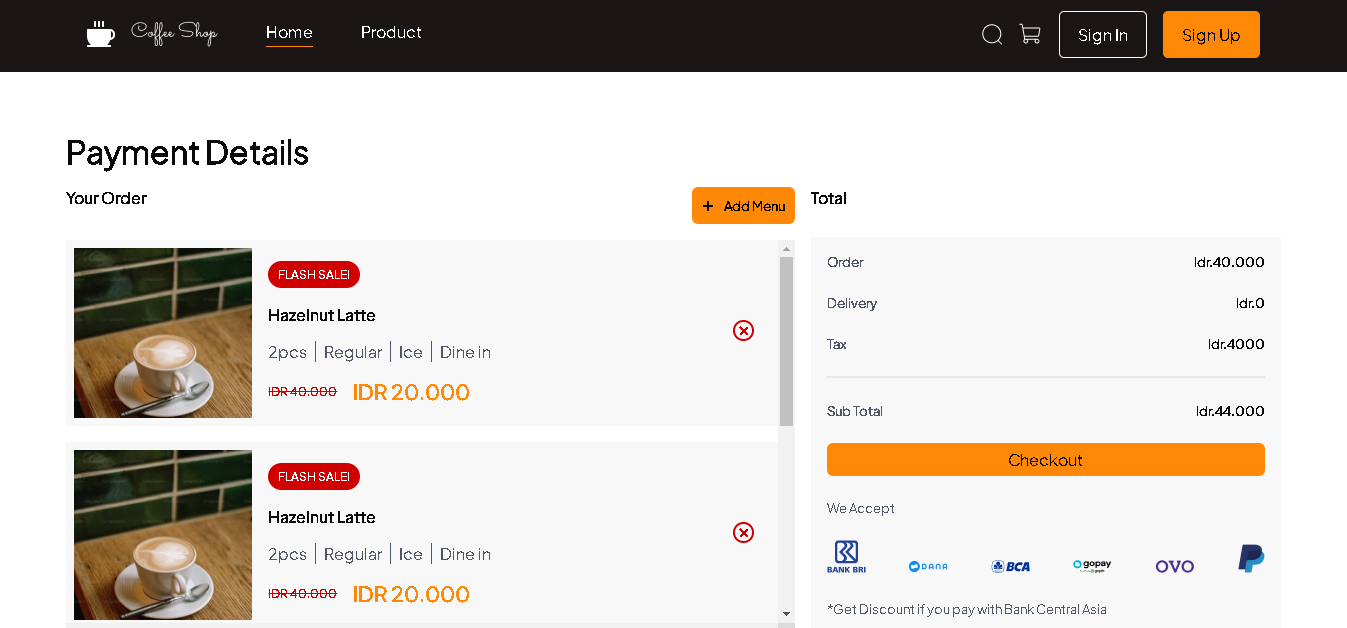 Coffee Shop
Home
Product
Sign In
Sign Up
Payment Details
Your Order
+ Add Menu
FLASH SALE!
Hazelnut Latte
2pcs | Regular | Ice | Dine in
IDR 40.000 IDR 20.000
FLASH SALE!
Hazelnut Latte
2pcs | Regular | Ice | Dine in
IDR 40.000 IDR 20.000
Total
Order Idr.40.000
Delivery Idr.0
Tax Idr.4000
Sub Total Idr.44.000
Checkout
We Accept
BANK BRI
DANA
BCA
gopay
OVO
*Get Discount if you pay with Bank Central Asia